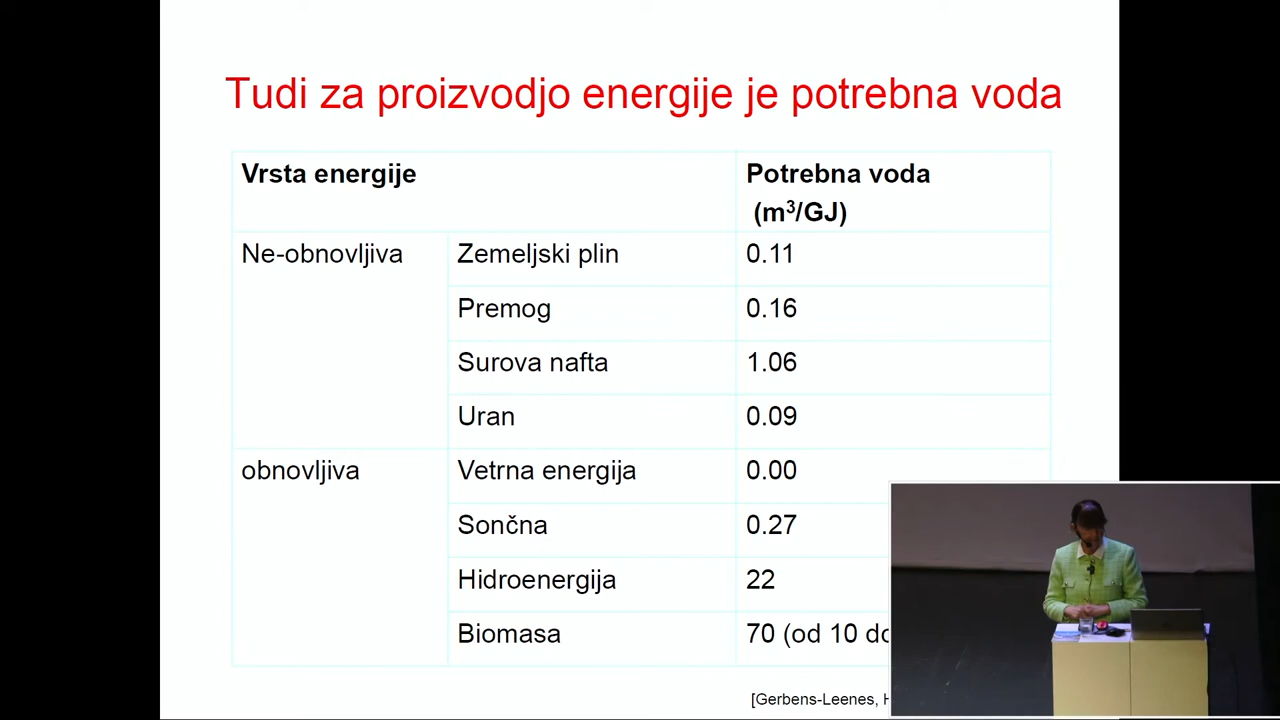 Tudi za proizvodjo energije je potrebna voda
Vrsta energije
Potrebna voda
(m³/GJ)
Ne-obnovljiva
Zemeljski plin
0.11
Premog
0.16
Surova nafta
1.06
Uran
0.09
obnovljiva
Vetrna energija
0.00
Sončna
0.27
Hidroenergija
22
Biomasa
70 (od 10
[Gerbens-Leenes,